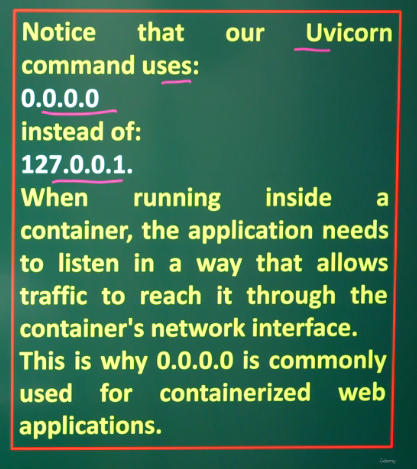 Notice that our Uvicorn
command uses:
0.0.0.0
instead of:
127.0.0.1.
When running inside a
container, the application needs
to listen in a way that allows
traffic to reach it through the
container's network interface.
This is why 0.0.0.0 is commonly
used for containerized web
applications.
Udemy